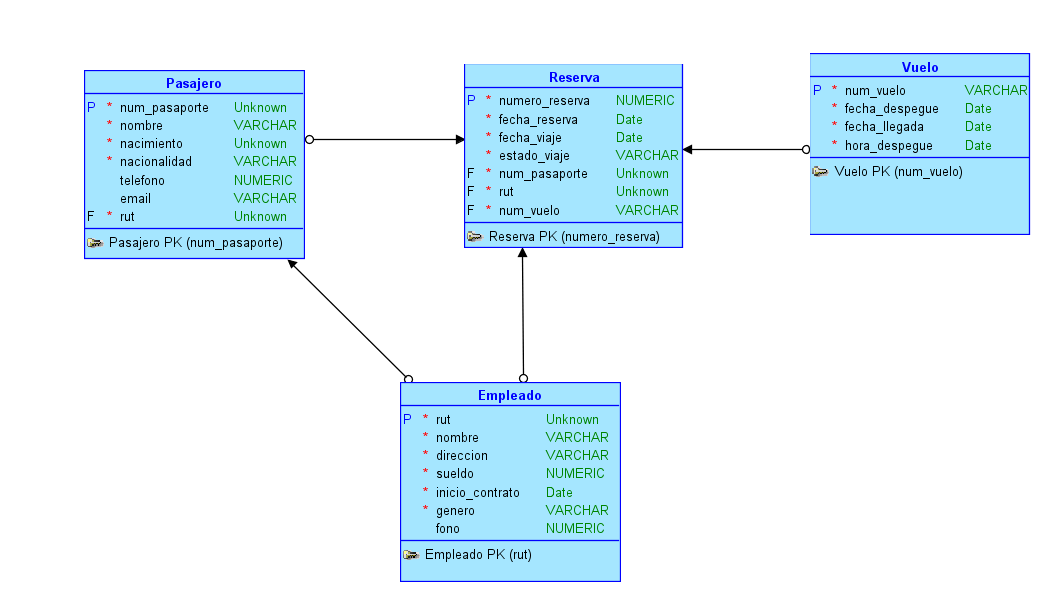 Pasajero
P * num_pasaporte Unknown
* nombre VARCHAR
* nacimiento Unknown
* nacionalidad VARCHAR
telefono NUMERIC
email VARCHAR
F * rut Unknown
Pasajero PK (num_pasaporte)
Reserva
P * numero_reserva NUMERIC
* fecha_reserva Date
* fecha_viaje Date
* estado_viaje VARCHAR
F * num_pasaporte Unknown
F * rut Unknown
F * num_vuelo VARCHAR
Reserva PK (numero_reserva)
Vuelo
P * num_vuelo VARCHAR
* fecha_despegue Date
* fecha_llegada Date
* hora_despegue Date
Vuelo PK (num_vuelo)
Empleado
P * rut Unknown
* nombre VARCHAR
* direccion VARCHAR
* sueldo NUMERIC
* inicio_contrato Date
* genero VARCHAR
fono NUMERIC
Empleado PK (rut)